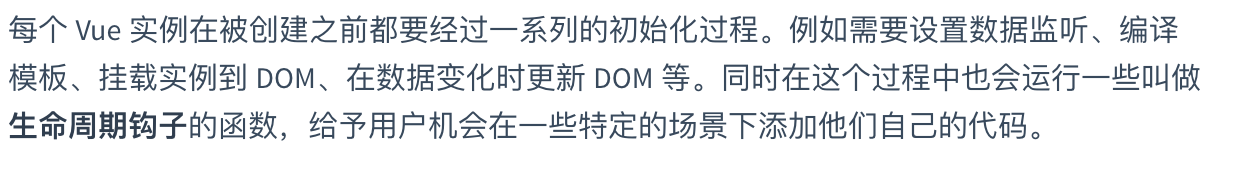 每个 Vue 实例在被创建之前都要经过一系列的初始化过程。例如需要设置数据监听、编译
模板、挂载实例到 DOM、在数据变化时更新 DOM 等。同时在这个过程中也会运行一些叫做
生命周期钩子的函数，给予用户机会在一些特定的场景下添加他们自己的代码。